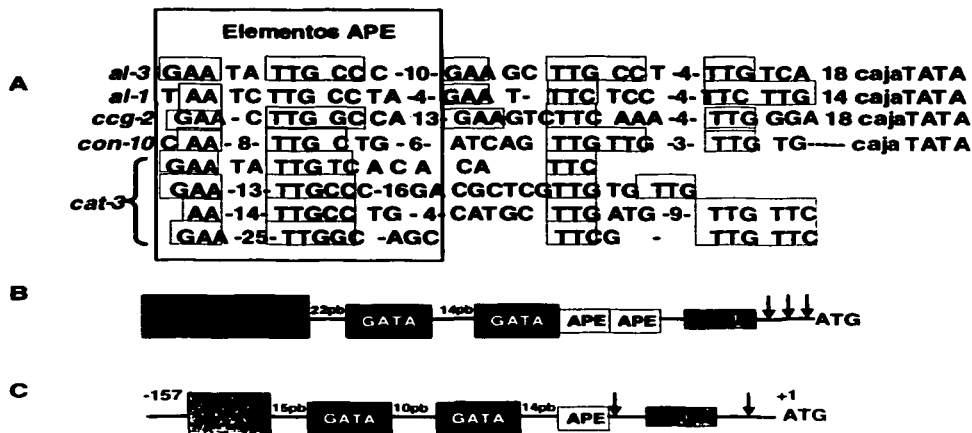 Elementos APE
A
al-3 GAA TA TTG CC C -10- GAA GC TTG CC T -4- TTG TCA 18 cajaTATA
al-1 T AA TC TTG CC TA -4- GAA T- TTC TCC -4- TTC TTG 14 cajaTATA
ccg-2 GAA - C TTG GC CA 13 - GAA GTC TTC AAA -4- TTG GGA 18 cajaTATA
con-10 C AA - 8- TTG C TG - 6- ATCAG TTG TTG -3- TTG TG---- caja TATA
cat-3
GAA TA TTGTC A C A CA TTC
GAA -13- TTGCC C -16GA CGCTCG TTG TG TTG
AA -14- TTGCC TG - 4 - CATGC TTG ATG -9- TTG TTC
GAA -25- TTGGC -AGC TTC G - TTG TTC
B
22pb GATA 14pb GATA APE APE ATG
C
-157 15pb GATA 10pb GATA 14pb APE +1 ATG